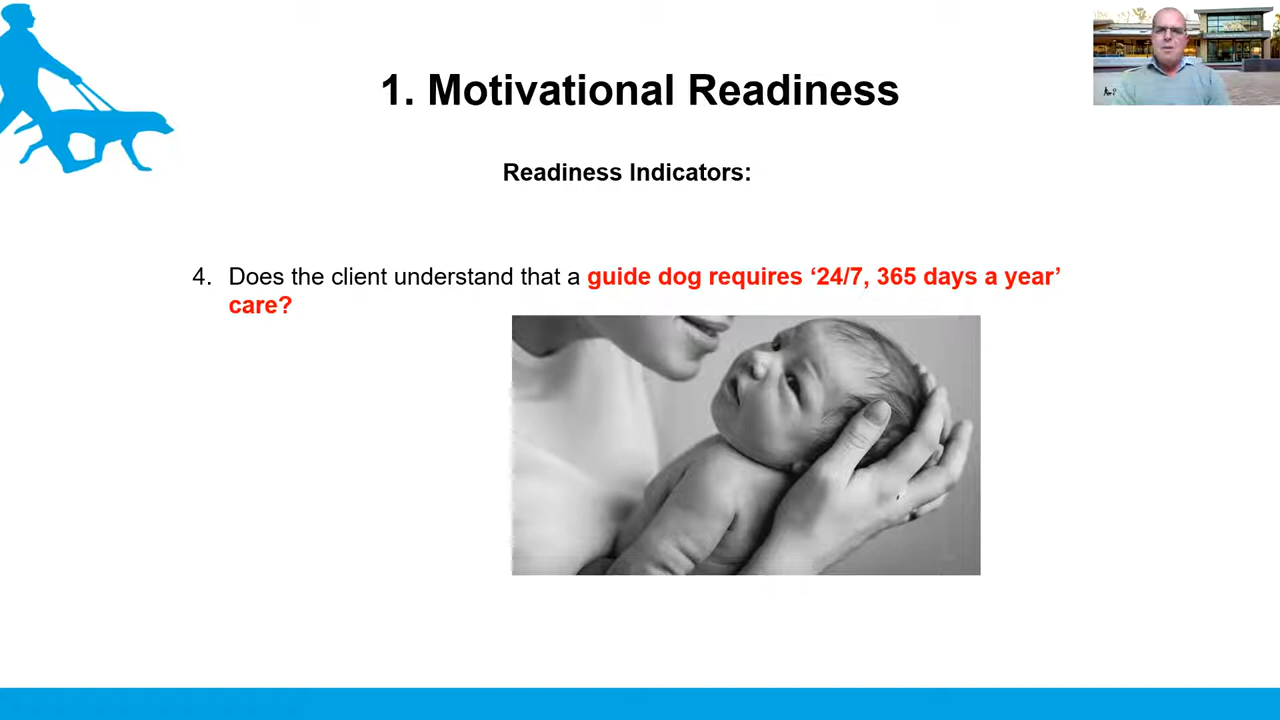 1. Motivational Readiness
Readiness Indicators:
4. Does the client understand that a guide dog requires ‘24/7, 365 days a year’
care?